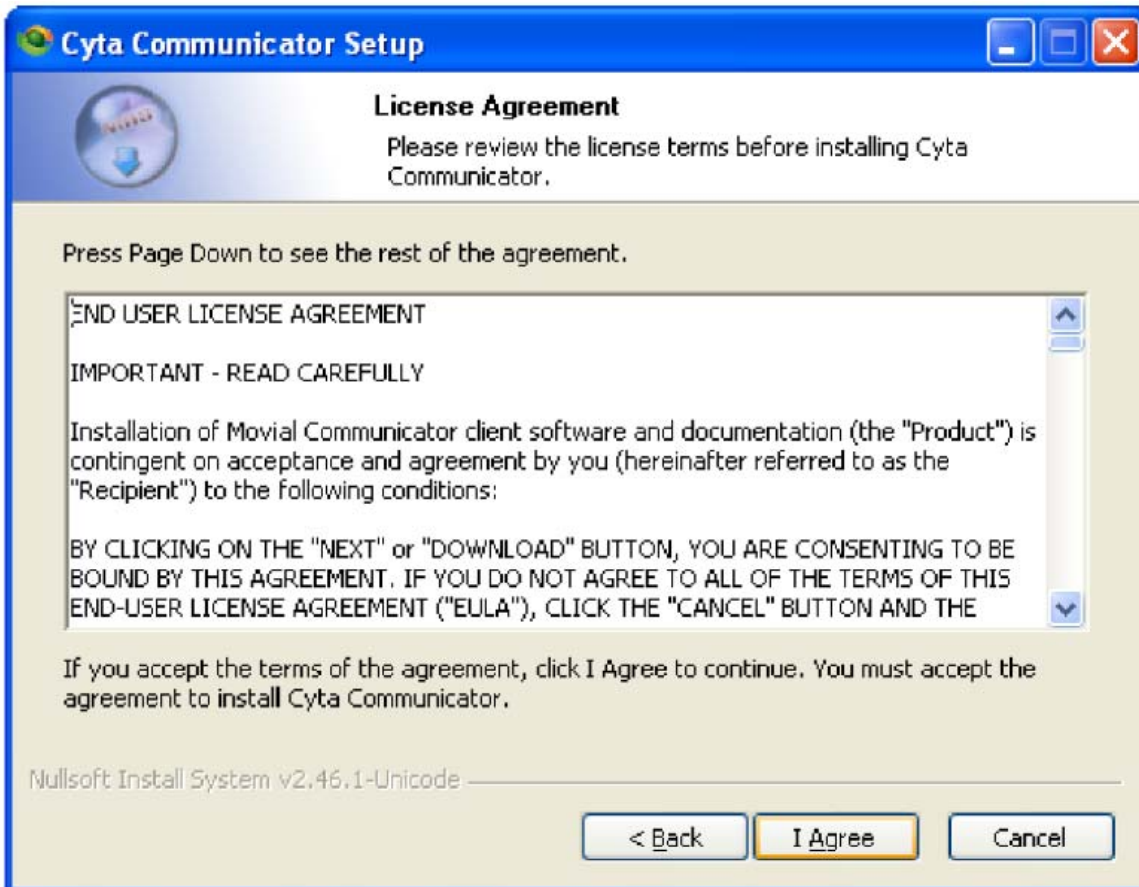 Cyta Communicator Setup
License Agreement
Please review the license terms before installing Cyta
Communicator.
Press Page Down to see the rest of the agreement.
END USER LICENSE AGREEMENT
IMPORTANT - READ CAREFULLY
Installation of Movial Communicator client software and documentation (the "Product") is
contingent on acceptance and agreement by you (hereinafter referred to as the
"Recipient") to the following conditions:
BY CLICKING ON THE "NEXT" or "DOWNLOAD" BUTTON, YOU ARE CONSENTING TO BE
BOUND BY THIS AGREEMENT. IF YOU DO NOT AGREE TO ALL OF THE TERMS OF THIS
END-USER LICENSE AGREEMENT ("EULA"), CLICK THE "CANCEL" BUTTON AND THE
If you accept the terms of the agreement, click I Agree to continue. You must accept the
agreement to install Cyta Communicator.
Nullsoft Install System v2.46.1-Unicode
< Back
I Agree
Cancel